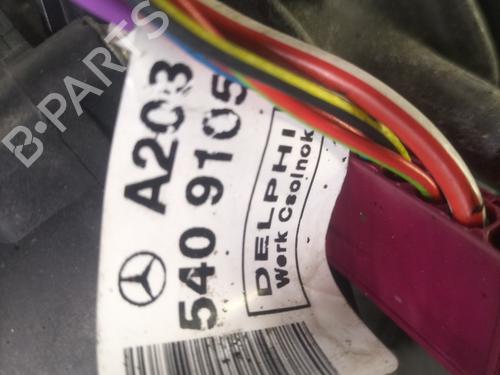 B-PARTS
A203
540 9105
DELPHI
Werk Csolnok